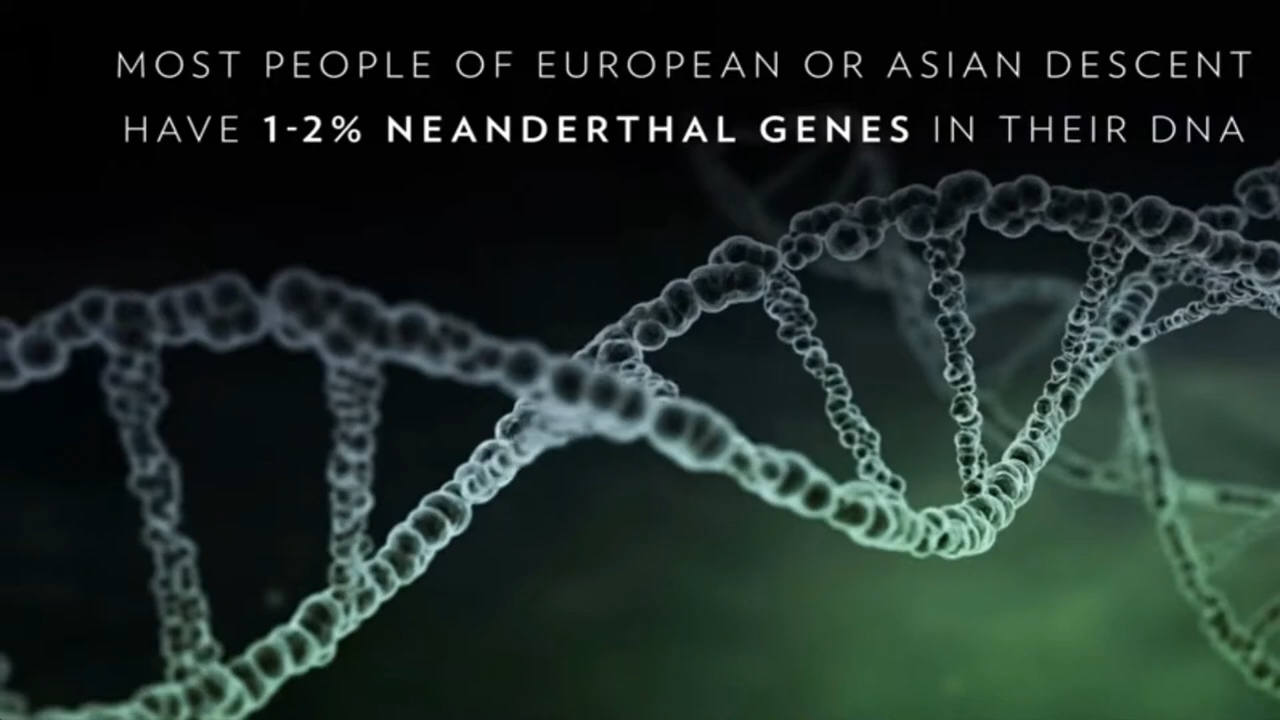 MOST PEOPLE OF EUROPEAN OR ASIAN DESCENT
HAVE 1-2% NEANDERTHAL GENES IN THEIR DNA